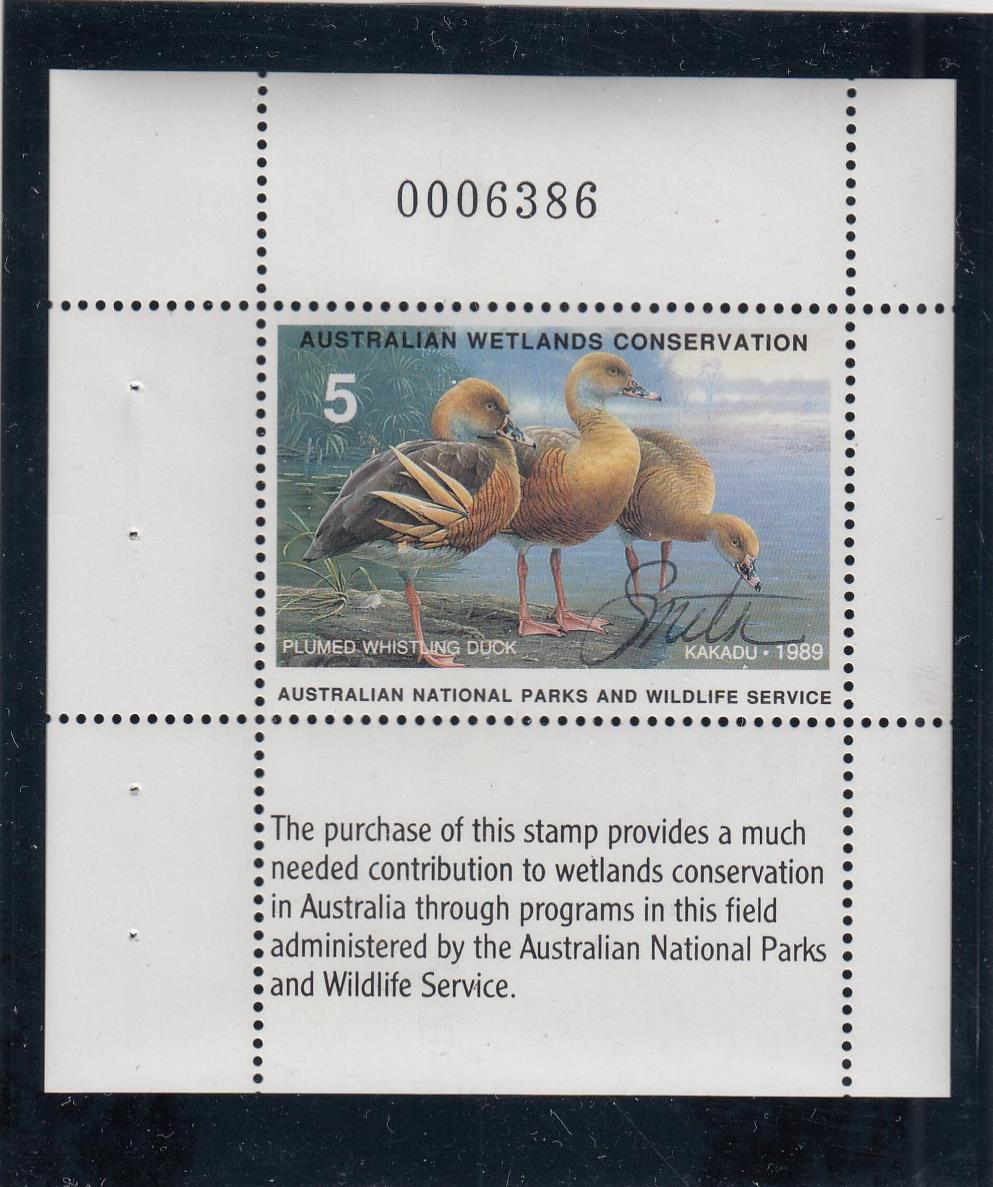 0006386
AUSTRALIAN WETLANDS CONSERVATION
5
PLUMED WHISTLING DUCK
KAKADU • 1989
AUSTRALIAN NATIONAL PARKS AND WILDLIFE SERVICE
The purchase of this stamp provides a much
needed contribution to wetlands conservation
in Australia through programs in this field
administered by the Australian National Parks
and Wildlife Service.